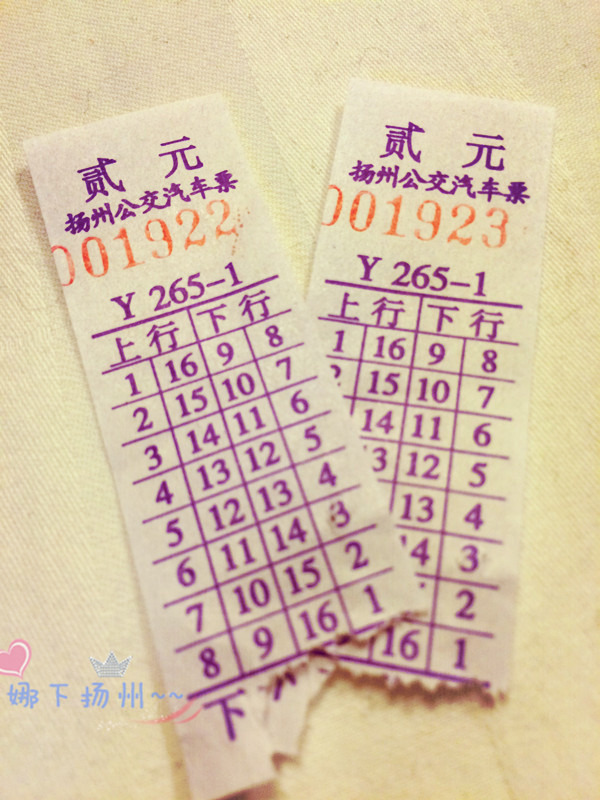 贰 元
扬州公交汽车票
001922
Y 265-1
上行 下行
1 16 9 8
2 15 10 7
3 14 11 6
4 13 12 5
5 12 13 4
6 11 14 3
7 10 15 2
8 9 16 1
下
贰 元
扬州公交汽车票
001923
Y 265-1
上行 下行
1 16 9 8
15 10 7
14 11 6
13 12 5
13 4
14 3
2
16 1
娜下扬州~~